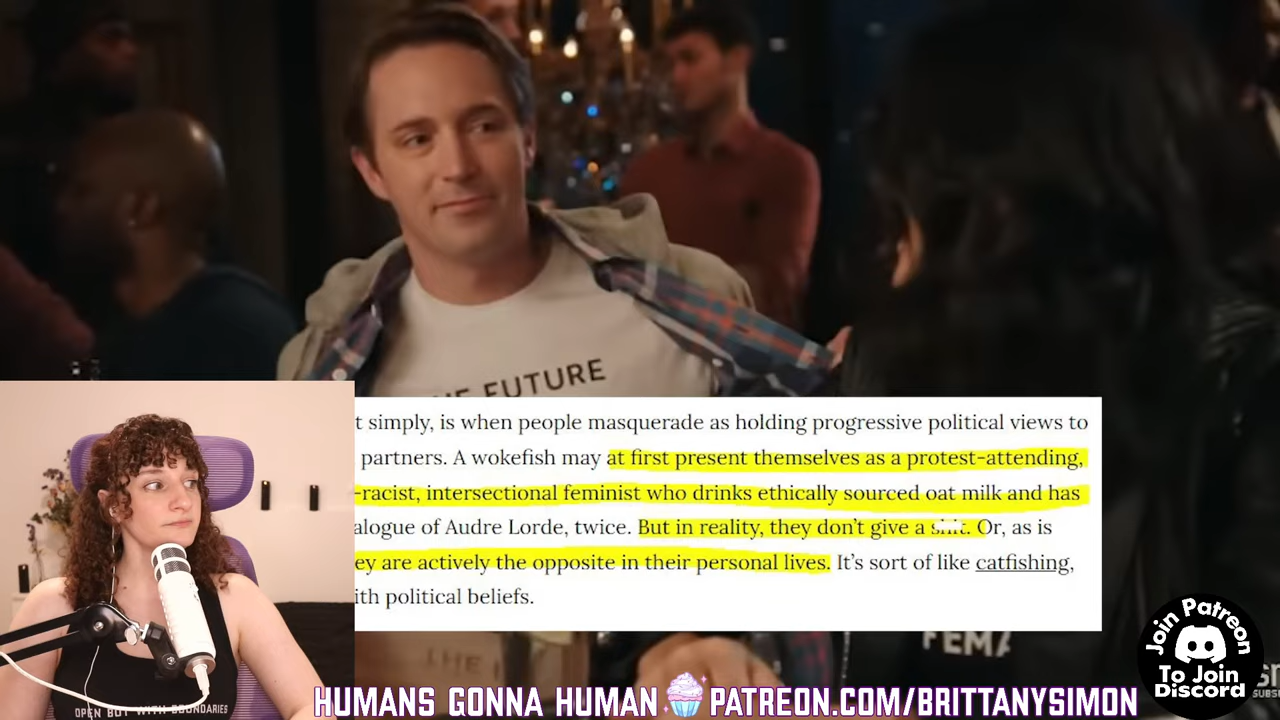 THE FUTURE
t simply, is when people masquerade as holding progressive political views to
partners. A wokefish may at first present themselves as a protest-attending,
-racist, intersectional feminist who drinks ethically sourced oat milk and has
alogue of Audre Lorde, twice. But in reality, they don't give a Or, as is
ey are actively the opposite in their personal lives. It's sort of like catfishing,
ith political beliefs.
FEMA
OPEN BUT WITH BOUNDARIES
HUMANS GONNA HUMAN PATREON.COM/BRITTANYSIMON
Join Patreon
To Join
Discord